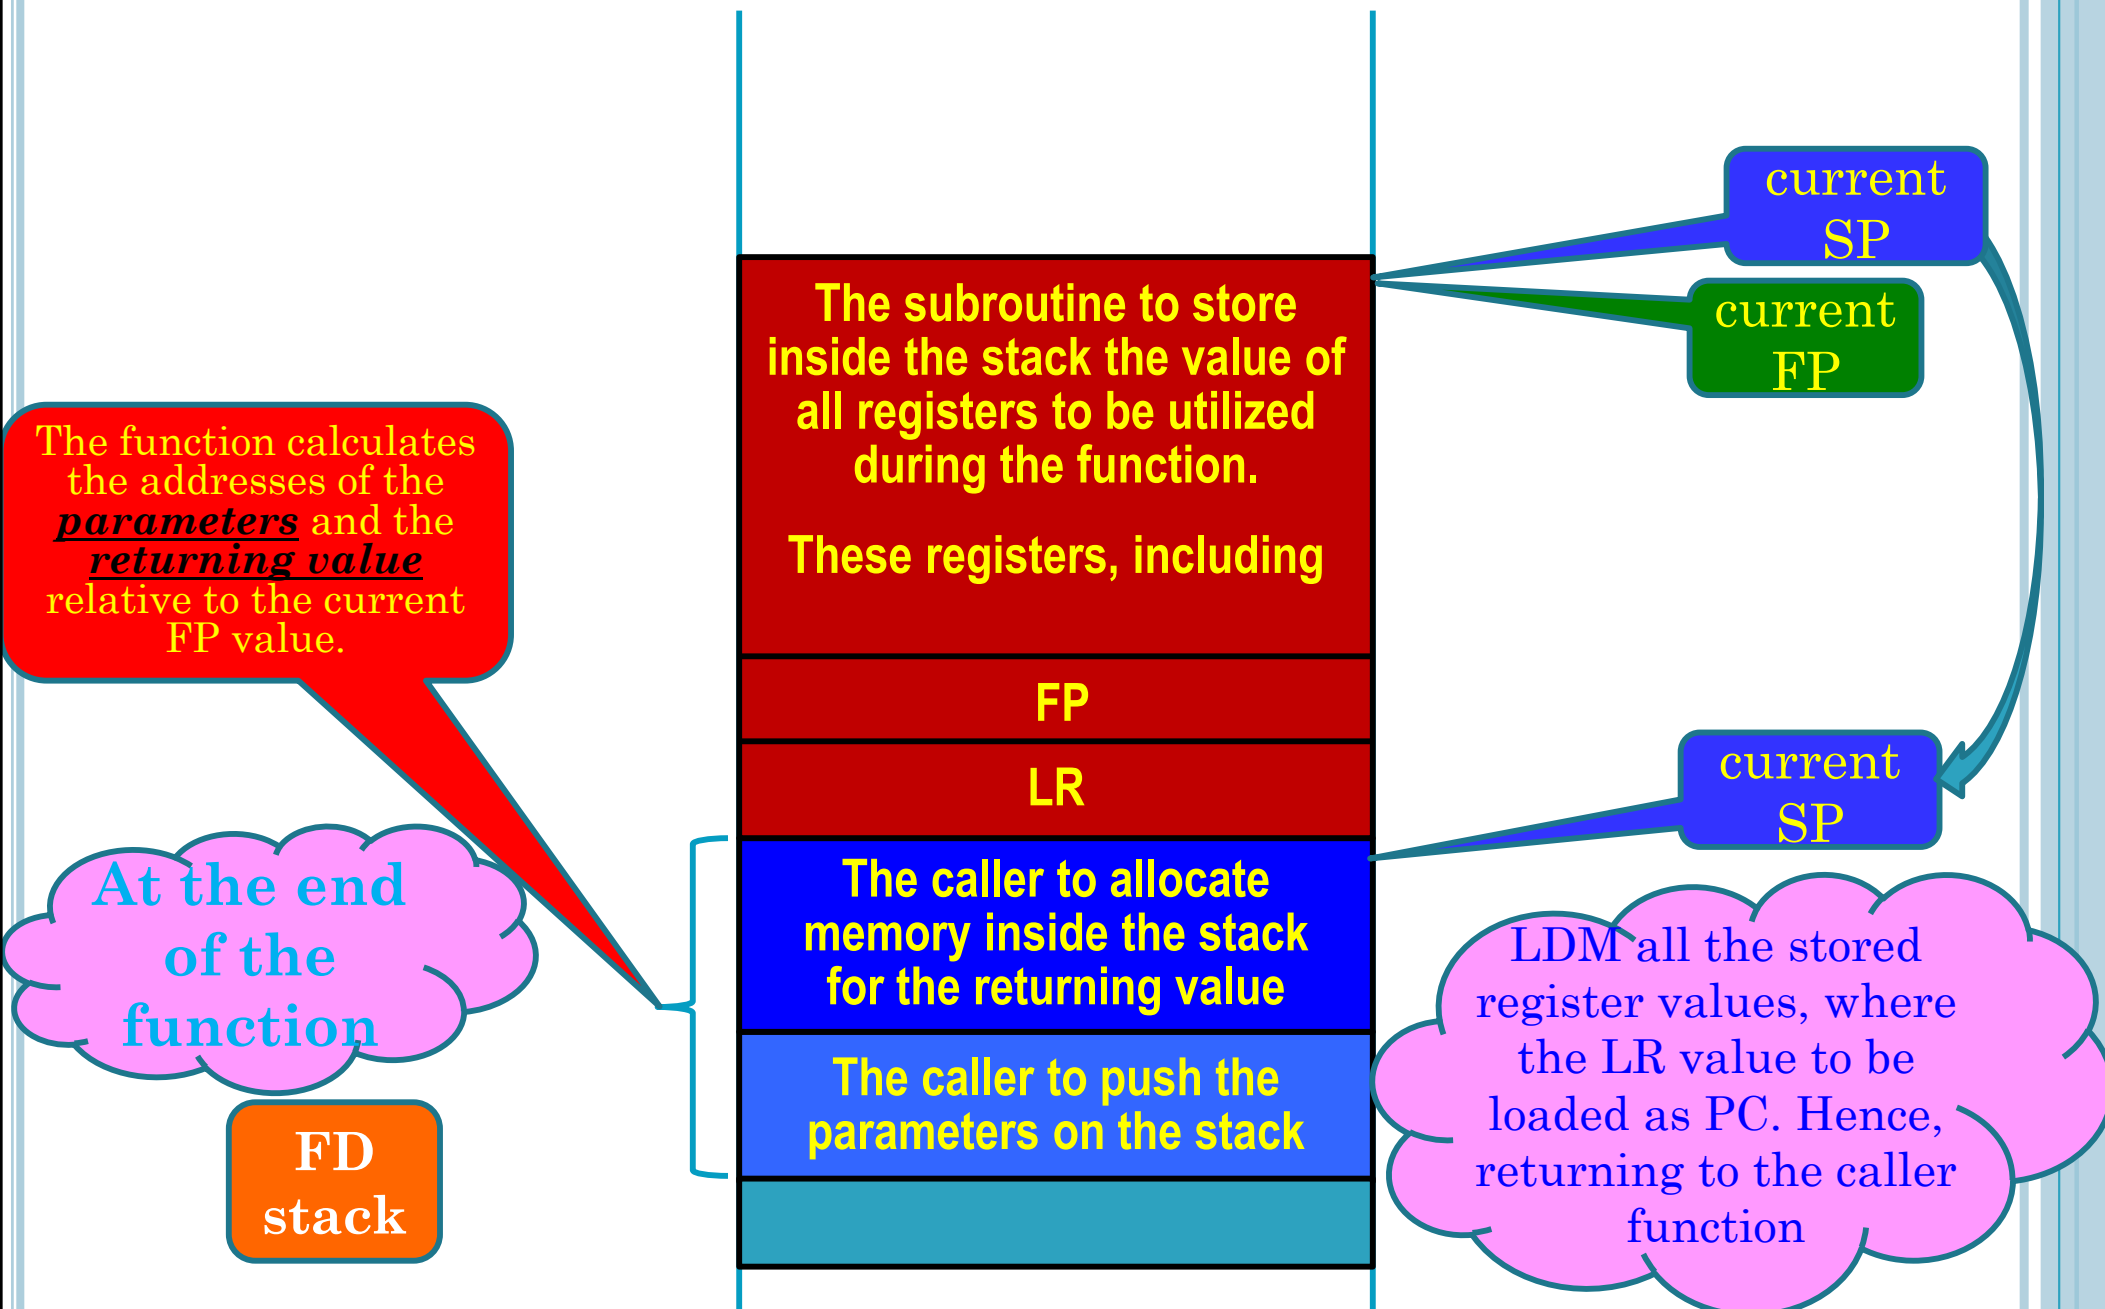 current
SP
current
FP
The subroutine to store
inside the stack the value of
all registers to be utilized
during the function.
These registers, including
The function calculates
the addresses of the
parameters and the
returning value
relative to the current
FP value.
FP
LR
current
SP
At the end
of the
function
The caller to allocate
memory inside the stack
for the returning value
LDM all the stored
register values, where
the LR value to be
loaded as PC. Hence,
returning to the caller
function
The caller to push the
parameters on the stack
FD
stack